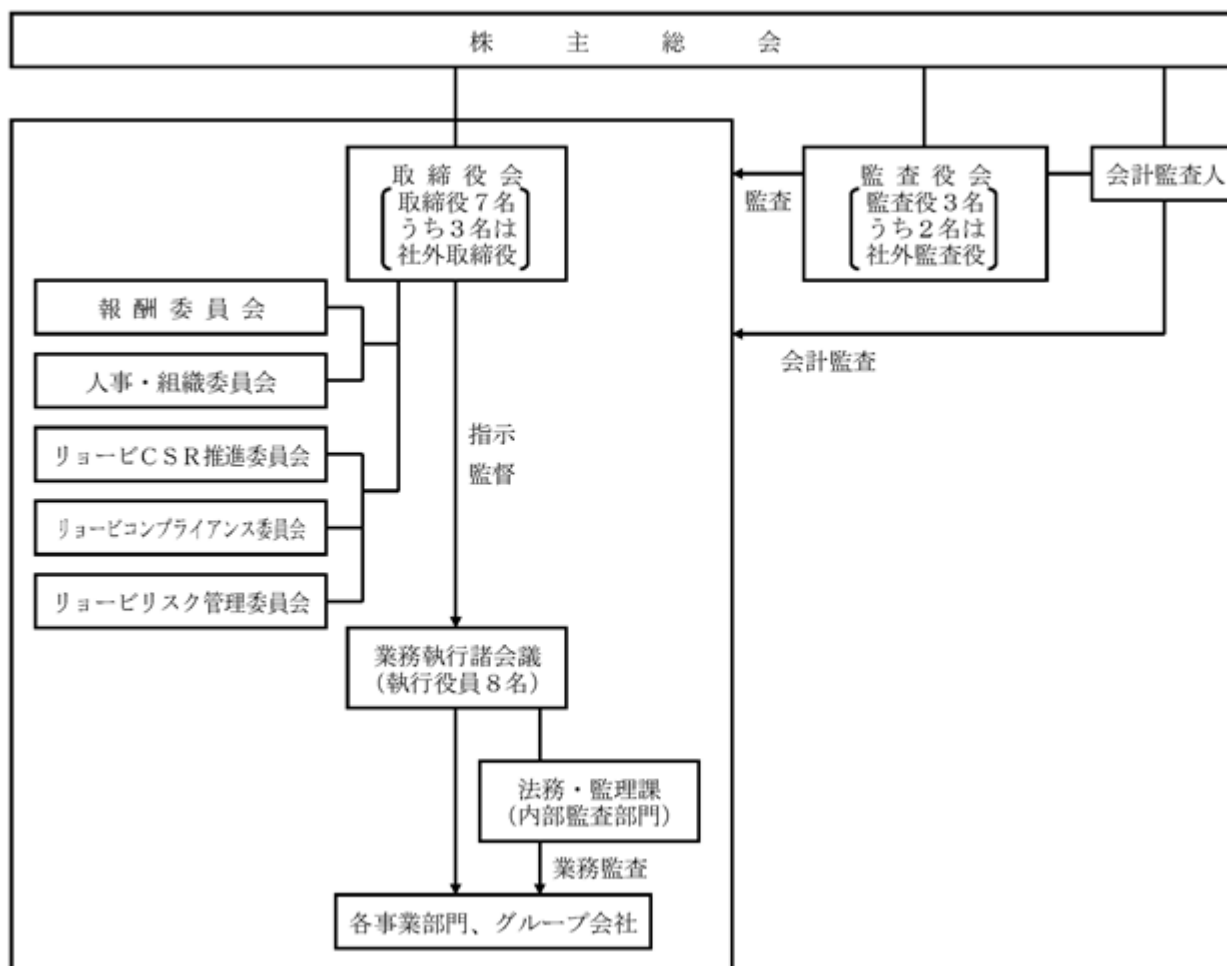 株主総会
取締役会
取締役７名
うち３名は
社外取締役
監査
監査役会
監査役３名
うち２名は
社外監査役
会計監査人
会計監査
報酬委員会
人事・組織委員会
リョービＣＳＲ推進委員会
リョービコンプライアンス委員会
リョービリスク管理委員会
指示
監督
業務執行諸会議
（執行役員８名）
法務・監理課
（内部監査部門）
業務監査
各事業部門、グループ会社